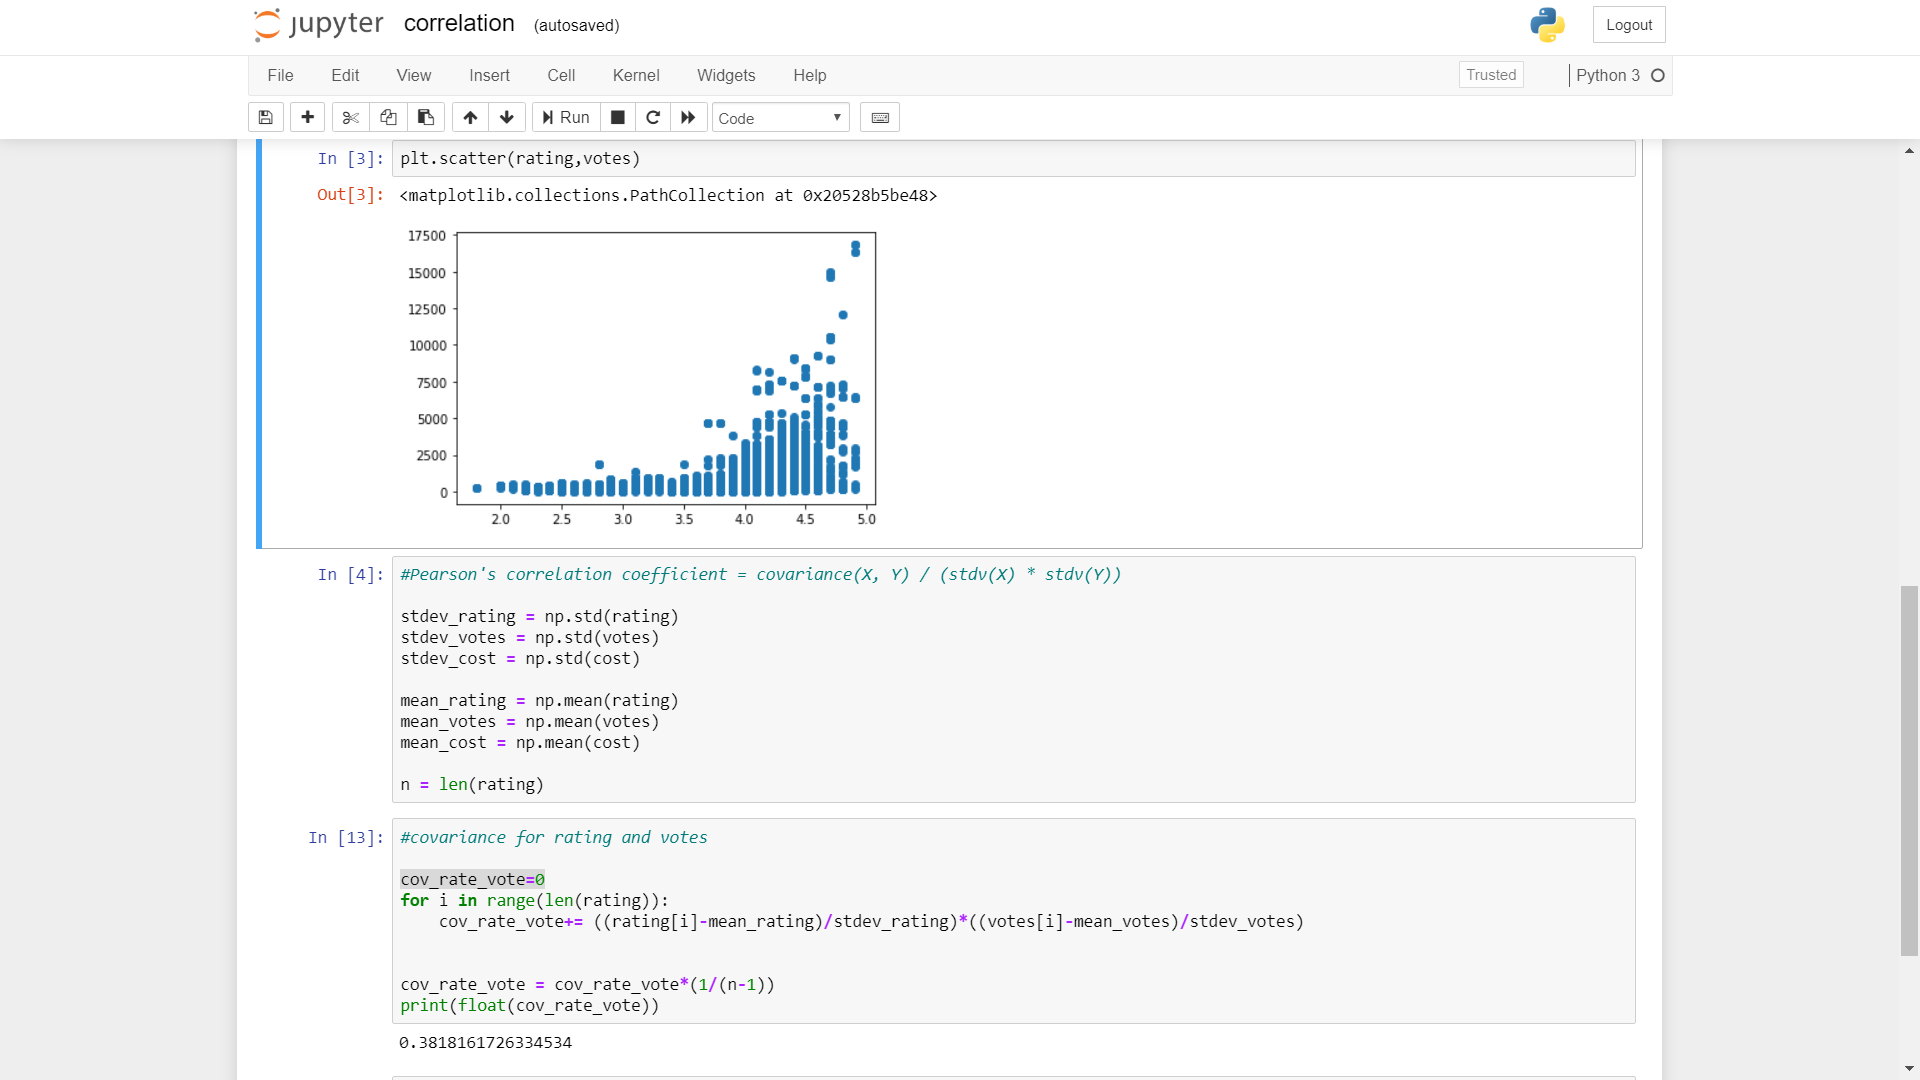 jupyter correlation (autosaved) Logout
File Edit View Insert Cell Kernel Widgets Help Trusted Python 3
Run Code
In [3]: plt.scatter(rating,votes)
Out[3]: <matplotlib.collections.PathCollection at 0x20528b5be48>
17500
15000
12500
10000
7500
5000
2500
0
2.0 2.5 3.0 3.5 4.0 4.5 5.0
In [4]: #Pearson's correlation coefficient = covariance(X, Y) / (stdv(X) * stdv(Y))
stdev_rating = np.std(rating)
stdev_votes = np.std(votes)
stdev_cost = np.std(cost)
mean_rating = np.mean(rating)
mean_votes = np.mean(votes)
mean_cost = np.mean(cost)
n = len(rating)
In [13]: #covariance for rating and votes
cov_rate_vote=0
for i in range(len(rating)):
    cov_rate_vote+= ((rating[i]-mean_rating)/stdev_rating)*((votes[i]-mean_votes)/stdev_votes)
cov_rate_vote = cov_rate_vote*(1/(n-1))
print(float(cov_rate_vote))
0.3818161726334534